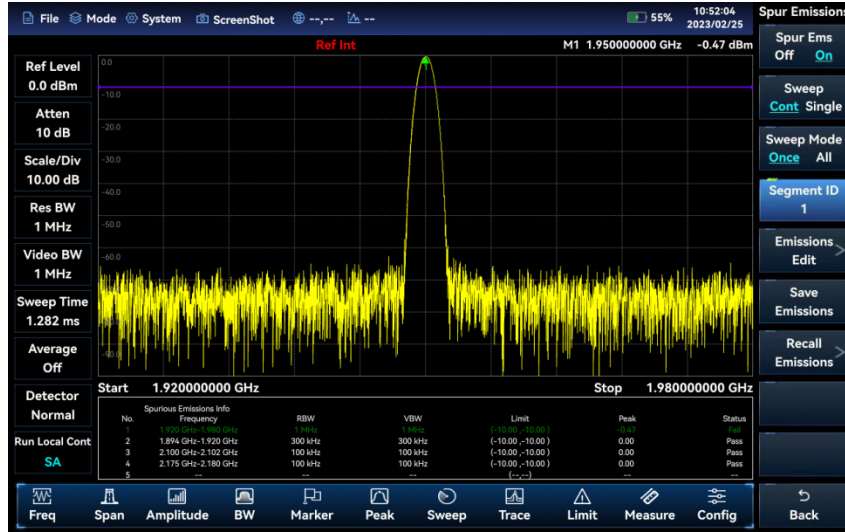 File Mode System ScreenShot --,-- -- 55% 10:52:04
2023/02/25
Ref Int M1 1.950000000 GHz -0.47 dBm
Ref Level
0.0 dBm
Atten
10 dB
Scale/Div
10.00 dB
Res BW
1 MHz
Video BW
1 MHz
Sweep Time
1.282 ms
Average
Off
Detector
Normal
Run Local Cont
SA
0.0
-10.0
-20.0
-30.0
-40.0
-50.0
-60.0
-90.0
Start 1.920000000 GHz Stop 1.980000000 GHz
Spurious Emissions Info
No. Frequency RBW VBW Limit Peak Status
1 1.920 GHz-1.980 GHz 1 MHz 1 MHz (-10.00 ,-10.00 ) -0.47 Fail
2 1.894 GHz-1.920 GHz 300 kHz 300 kHz (-10.00 ,-10.00 ) 0.00 Pass
3 2.100 GHz-2.102 GHz 100 kHz 100 kHz (-10.00 ,-10.00 ) 0.00 Pass
4 2.175 GHz-2.180 GHz 100 kHz 100 kHz (-10.00 ,-10.00 ) 0.00 Pass
5 -- -- -- (--,--) -- --
Spur Emissions
Spur Ems
Off On
Sweep
Cont Single
Sweep Mode
Once All
Segment ID
1
Emissions >
Edit
Save
Emissions
Recall >
Emissions
Back
Freq Span Amplitude BW Marker Peak Sweep Trace Limit Measure Config